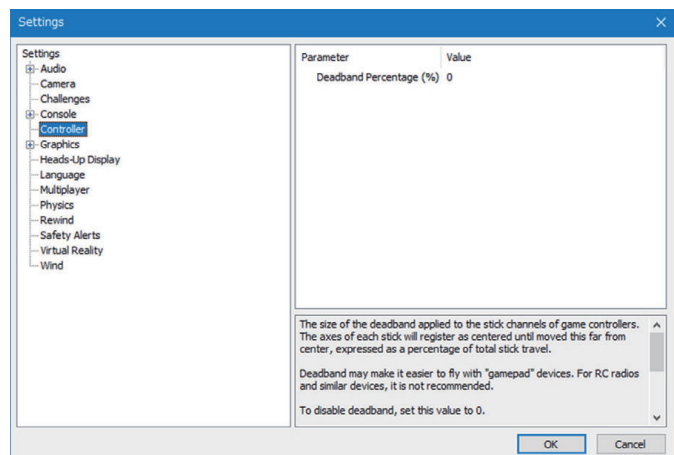 Settings
Settings
Audio
Camera
Challenges
Console
Controller
Graphics
Heads-Up Display
Language
Multiplayer
Physics
Rewind
Safety Alerts
Virtual Reality
Wind
Parameter Value
Deadband Percentage (%) 0
The size of the deadband applied to the stick channels of game controllers.
The axes of each stick will register as centered until moved this far from
center, expressed as a percentage of total stick travel.
Deadband may make it easier to fly with "gamepad" devices. For RC radios
and similar devices, it is not recommended.
To disable deadband, set this value to 0.
OK Cancel